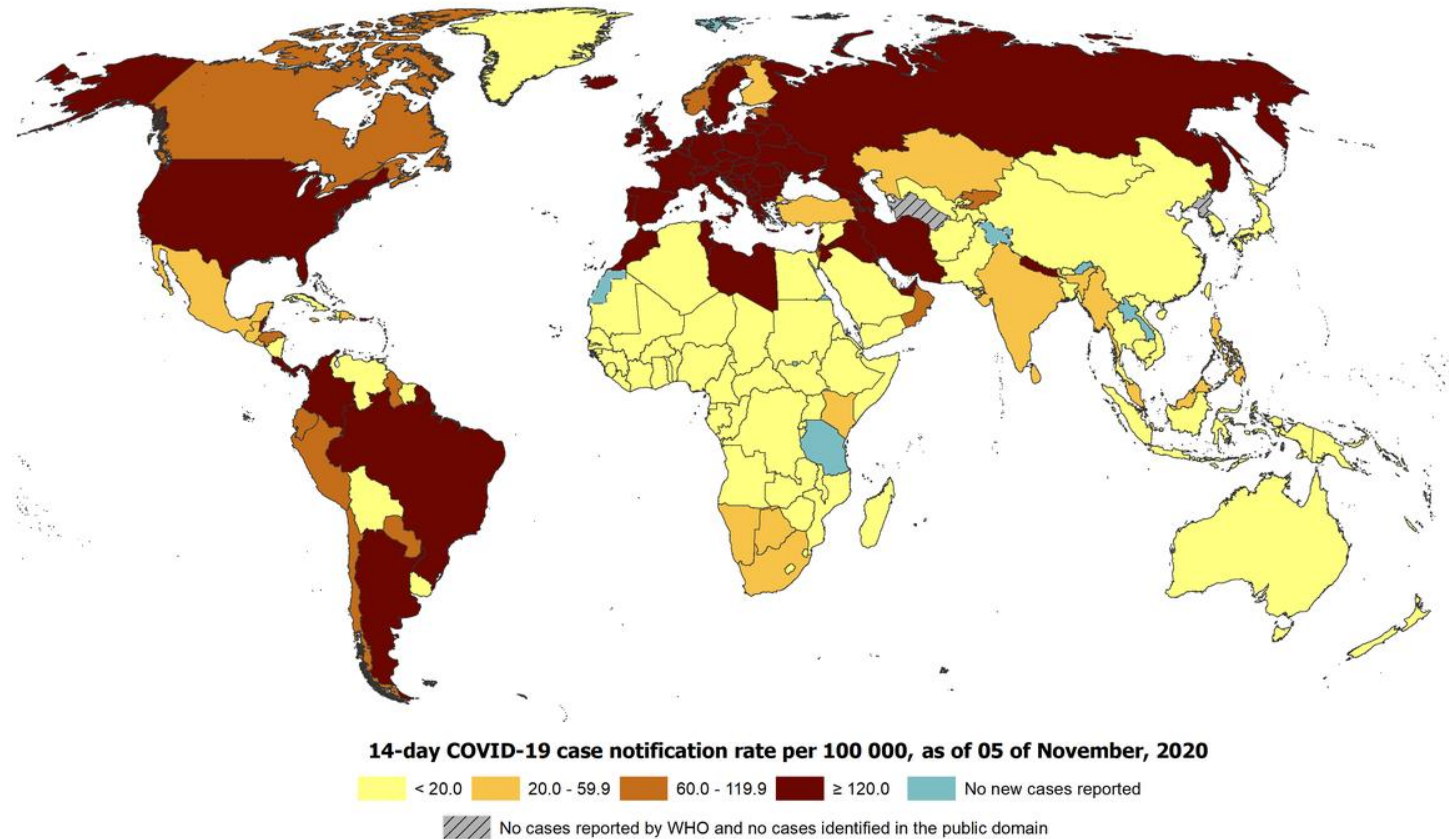 14-day COVID-19 case notification rate per 100 000, as of 05 of November, 2020
< 20.0 20.0 - 59.9 60.0 - 119.9 ≥ 120.0 No new cases reported
No cases reported by WHO and no cases identified in the public domain